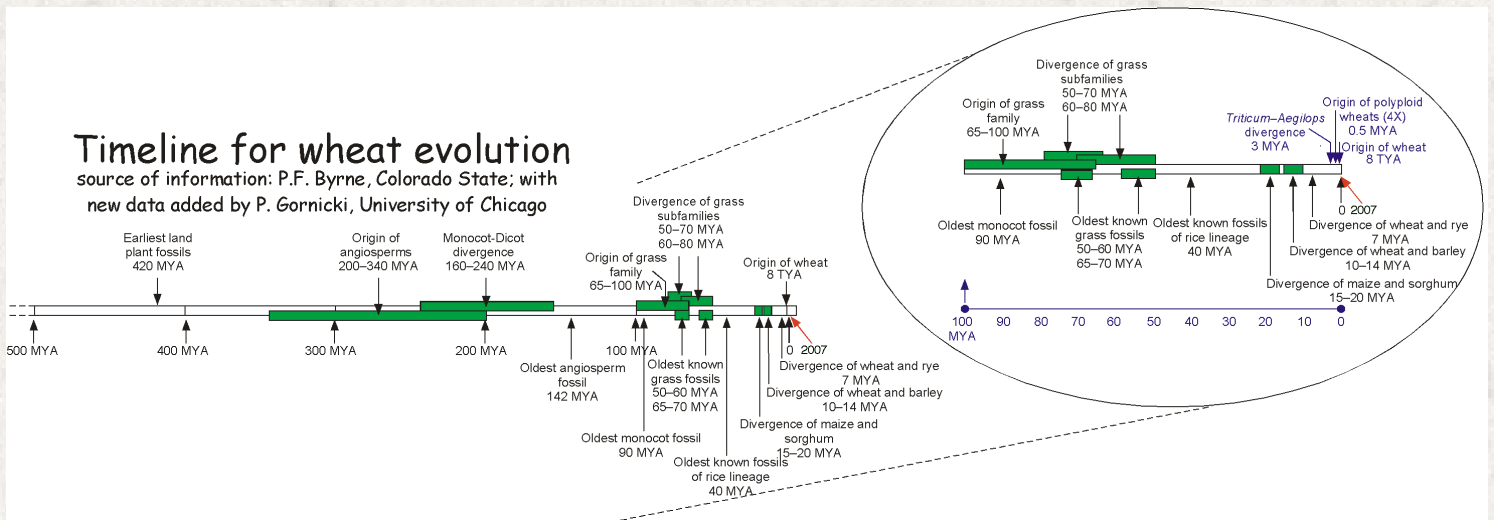 Timeline for wheat evolution
source of information: P.F. Byrne, Colorado State; with
new data added by P. Gornicki, University of Chicago
Earliest land
plant fossils
420 MYA
Origin of
angiosperms
200–340 MYA
Monocot-Dicot
divergence
160–240 MYA
Origin of grass
family
65–100 MYA
Divergence of grass
subfamilies
50–70 MYA
60–80 MYA
Origin of wheat
8 TYA
500 MYA
400 MYA
300 MYA
200 MYA
100 MYA
0
2007
Oldest angiosperm
fossil
142 MYA
Oldest monocot fossil
90 MYA
Oldest known
grass fossils
50–60 MYA
65–70 MYA
Oldest known fossils
of rice lineage
40 MYA
Divergence of maize and
sorghum
15–20 MYA
Divergence of wheat and barley
10–14 MYA
Divergence of wheat and rye
7 MYA
Origin of grass
family
65–100 MYA
Divergence of grass
subfamilies
50–70 MYA
60–80 MYA
Triticum–Aegilops
divergence
3 MYA
Origin of polyploid
wheats (4X)
0.5 MYA
Origin of wheat
8 TYA
0
2007
Oldest monocot fossil
90 MYA
Oldest known
grass fossils
50–60 MYA
65–70 MYA
Oldest known fossils
of rice lineage
40 MYA
Divergence of wheat and rye
7 MYA
Divergence of wheat and barley
10–14 MYA
Divergence of maize and sorghum
15–20 MYA
100 90 80 70 60 50 40 30 20 10 0
MYA